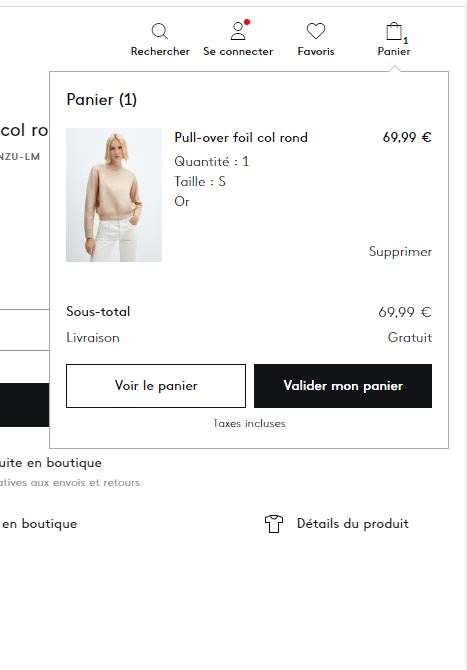 Rechercher
Se connecter
Favoris
1
Panier
Panier (1)
col ro
NZU-LM
Pull-over foil col rond
69,99 €
Quantité : 1
Taille : S
Or
Supprimer
Sous-total
69,99 €
Livraison
Gratuit
Voir le panier
Valider mon panier
Taxes incluses
uite en boutique
atives aux envois et retours
en boutique
Détails du produit